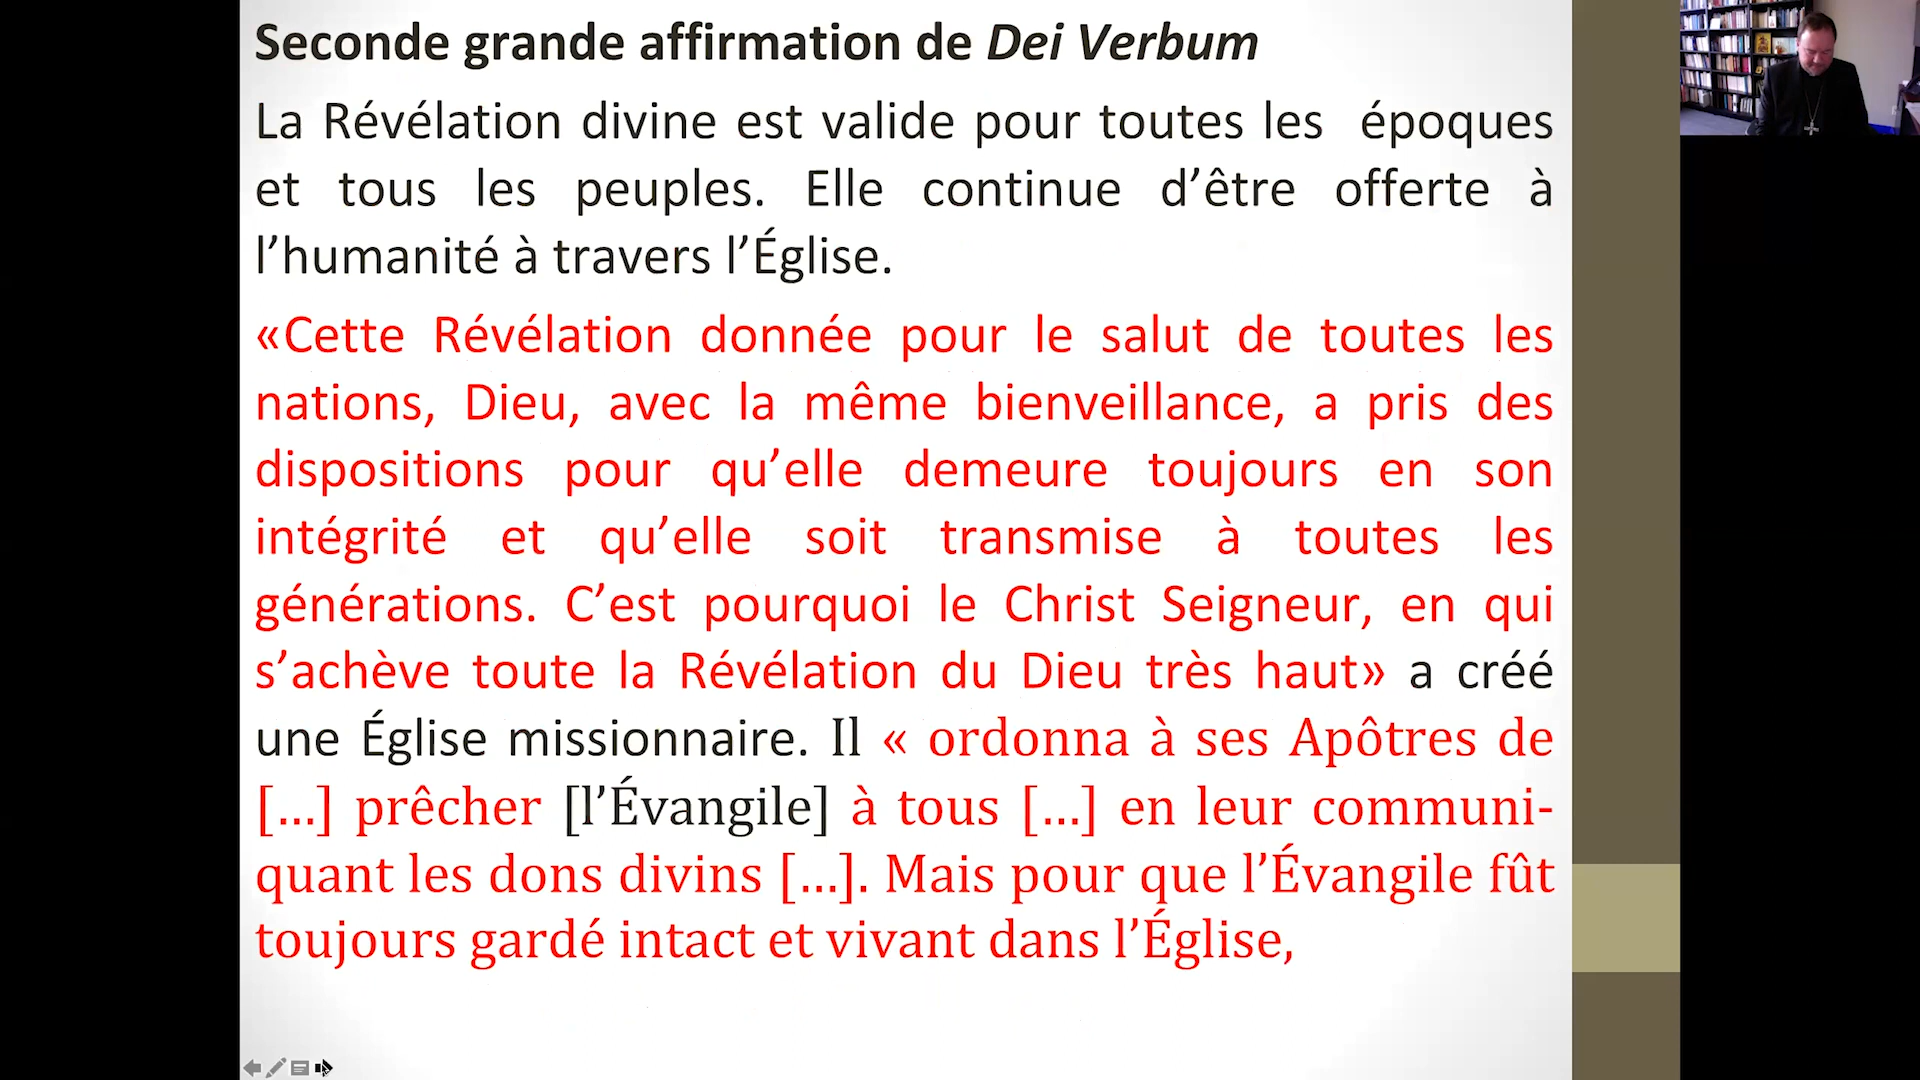 Seconde grande affirmation de Dei Verbum
La Révélation divine est valide pour toutes les époques
et tous les peuples. Elle continue d’être offerte à
l’humanité à travers l’Église.
«Cette Révélation donnée pour le salut de toutes les
nations, Dieu, avec la même bienveillance, a pris des
dispositions pour qu’elle demeure toujours en son
intégrité et qu’elle soit transmise à toutes les
générations. C’est pourquoi le Christ Seigneur, en qui
s’achève toute la Révélation du Dieu très haut» a créé
une Église missionnaire. Il « ordonna à ses Apôtres de
[…] prêcher [l’Évangile] à tous […] en leur communi-
quant les dons divins […]. Mais pour que l’Évangile fût
toujours gardé intact et vivant dans l’Église,